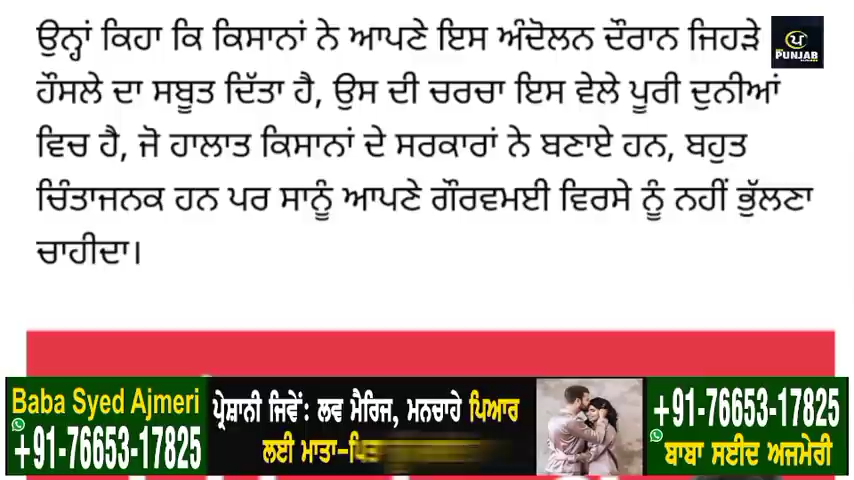 ਉਨ੍ਹਾਂ ਕਿਹਾ ਕਿ ਕਿਸਾਨਾਂ ਨੇ ਆਪਣੇ ਇਸ ਅੰਦੋਲਨ ਦੌਰਾਨ ਜਿਹੜੇ
ਹੌਸਲੇ ਦਾ ਸਬੂਤ ਦਿੱਤਾ ਹੈ, ਉਸ ਦੀ ਚਰਚਾ ਇਸ ਵੇਲੇ ਪੂਰੀ ਦੁਨੀਆਂ
ਵਿਚ ਹੈ, ਜੋ ਹਾਲਾਤ ਕਿਸਾਨਾਂ ਦੇ ਸਰਕਾਰਾਂ ਨੇ ਬਣਾਏ ਹਨ, ਬਹੁਤ
ਚਿੰਤਾਜਨਕ ਹਨ ਪਰ ਸਾਨੂੰ ਆਪਣੇ ਗੌਰਵਮਈ ਵਿਰਸੇ ਨੂੰ ਨਹੀਂ ਭੁੱਲਣਾ
ਚਾਹੀਦਾ।
ਪ
PUNJAB
Baba Syed Ajmeri
+91-76653-17825
ਪ੍ਰੇਸ਼ਾਨੀ ਜਿਵੇਂ: ਲਵ ਮੈਰਿਜ, ਮਨਚਾਹੇ ਪਿਆਰ
ਲਈ ਮਾਤਾ-ਪਿਤਾ
+91-76653-17825
ਬਾਬਾ ਸਈਦ ਅਜਮੇਰੀ